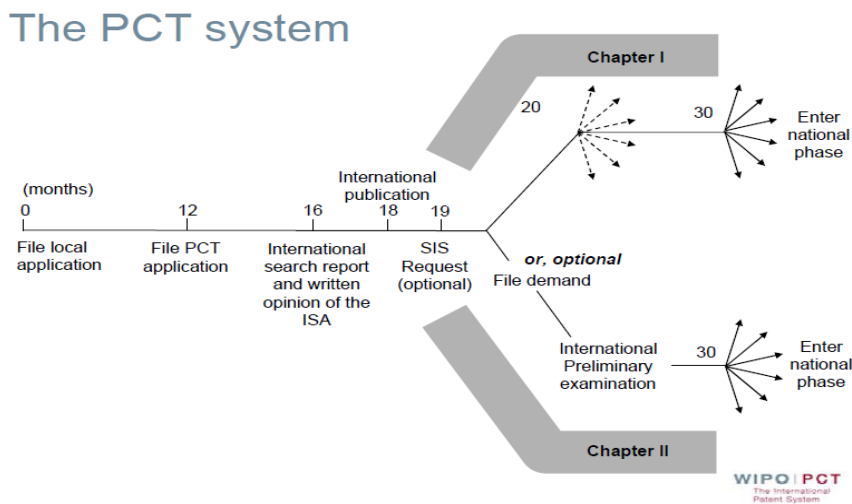 The PCT system
Chapter I
20
30
Enter
national
phase
International
publication
(months)
0
12
16
18
19
File local
application
File PCT
application
International
search report
and written
opinion of the
ISA
SIS
Request
(optional)
or, optional
File demand
International
Preliminary
examination
30
Enter
national
phase
Chapter II
WIPO|PCT
The International
Patent System